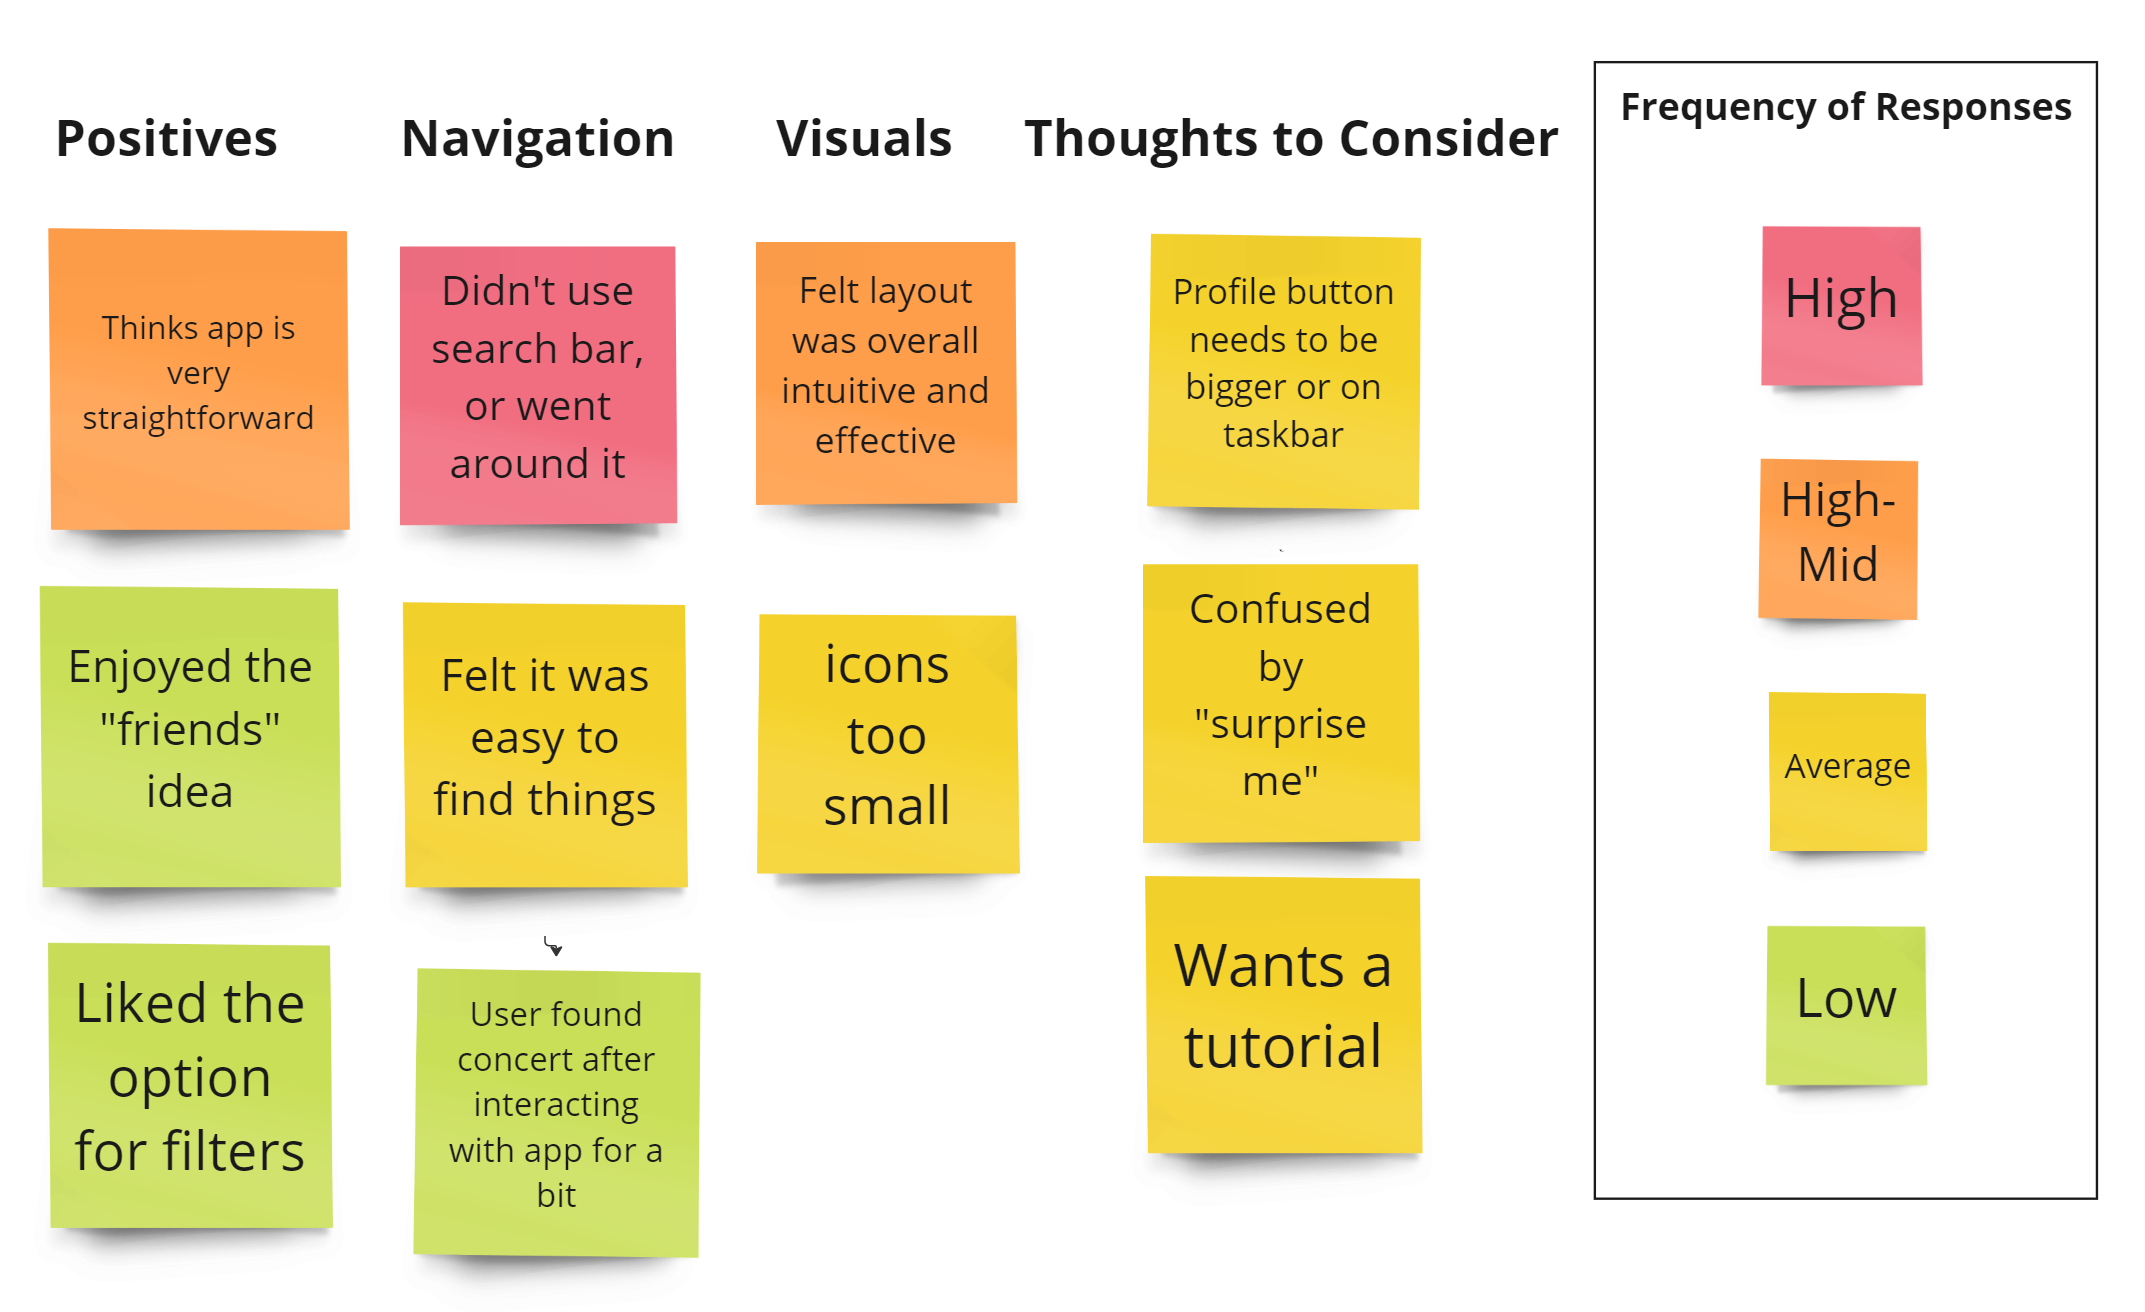 Positives
Thinks app is
very
straightforward
Enjoyed the
"friends"
idea
Liked the
option
for filters
Navigation
Didn't use
search bar,
or went
around it
Felt it was
easy to
find things
User found
concert after
interacting
with app for a
bit
Visuals
Felt layout
was overall
intuitive and
effective
icons
too
small
Thoughts to Consider
Profile button
needs to be
bigger or on
taskbar
Confused
by
"surprise
me"
Wants a
tutorial
Frequency of Responses
High
High-
Mid
Average
Low